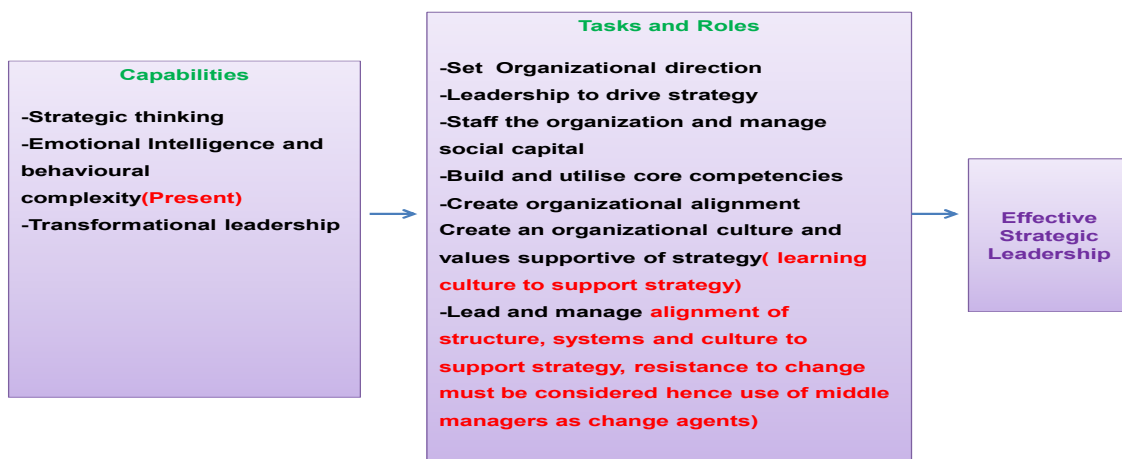 Capabilities
-Strategic thinking
-Emotional Intelligence and
behavioural
complexity(Present)
-Transformational leadership
Tasks and Roles
-Set Organizational direction
-Leadership to drive strategy
-Staff the organization and manage
social capital
-Build and utilise core competencies
-Create organizational alignment
Create an organizational culture and
values supportive of strategy( learning
culture to support strategy)
-Lead and manage alignment of
structure, systems and culture to
support strategy, resistance to change
must be considered hence use of middle
managers as change agents)
Effective
Strategic
Leadership